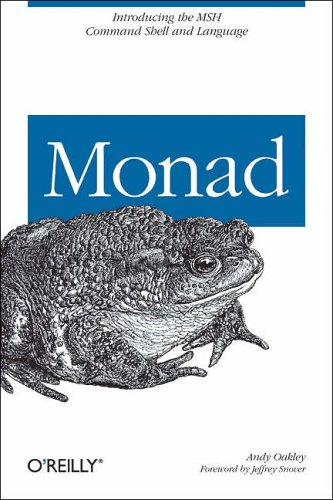 Introducing the MSH
Command Shell and Language
Monad
O'REILLY
Andy Oakley
Foreword by Jeffrey Snover